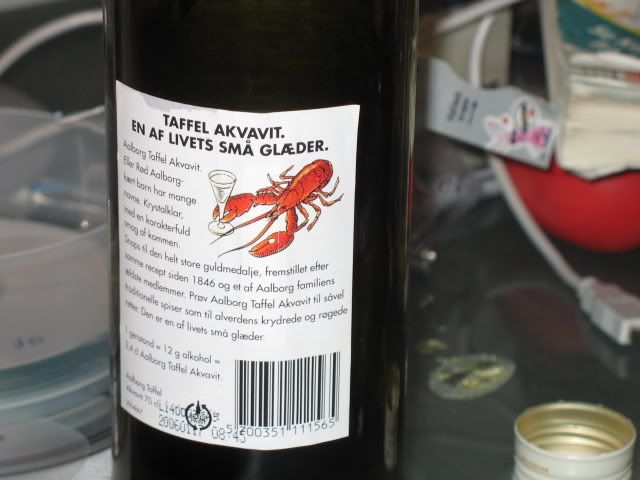 TAFFEL AKVAVIT.
EN AF LIVETS SMÅ GLÆDER.
Aalborg Taffel Akvavit.
Eller Rød Aalborg-
kært barn har mange
navne. Krystalklar,
med en karakterfuld
smag af kommen.
Snaps til den helt store guldmedalje, fremstillet efter
samme recept siden 1846 og et af Aalborg familiens
ældste medlemmer. Prøv Aalborg Taffel Akvavit til såvel
traditionelle spiser som til alverdens krydrede og røgede
retter. Den er en af livets små glæder.
1 genstand = 12 g alkohol =
3,4 cl Aalborg Taffel Akvavit.
Aalborg Taffel
Akvavit 70 cl
5 200351 111565